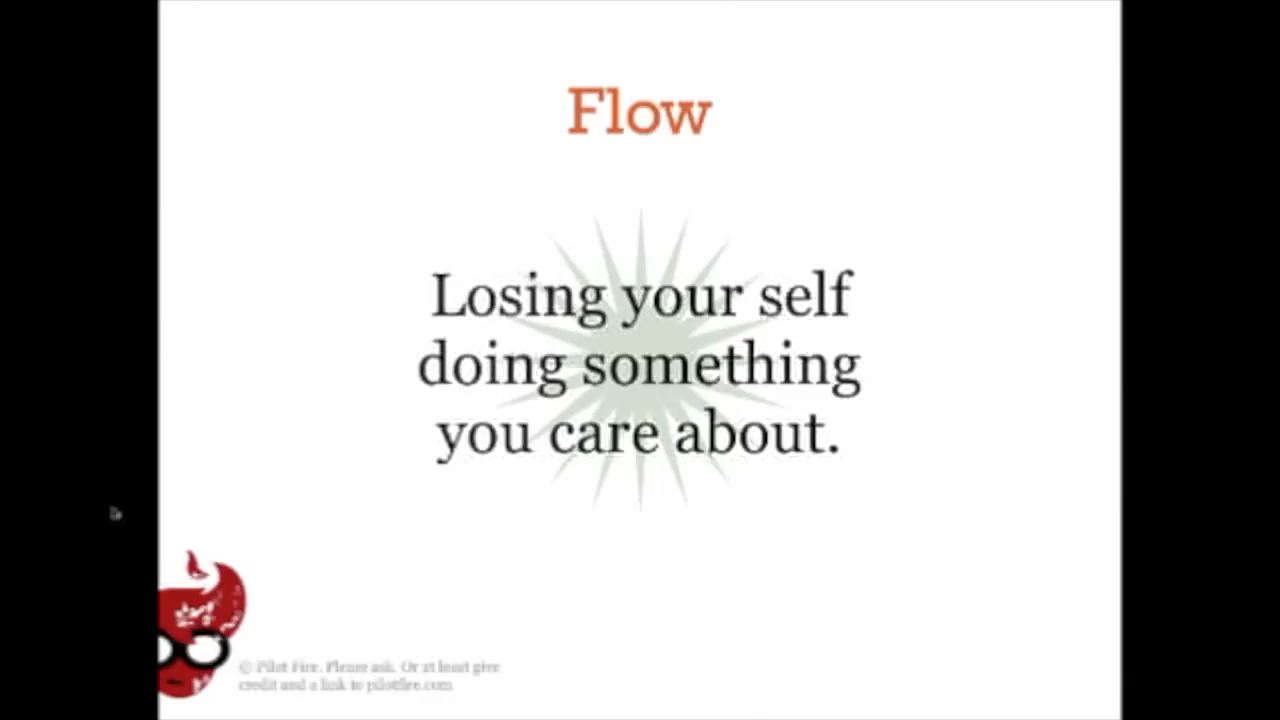 Flow
Losing your self
doing something
you care about.
© Pilot Fire. Please ask. Or at least give
credit and a link to pilotfire.com